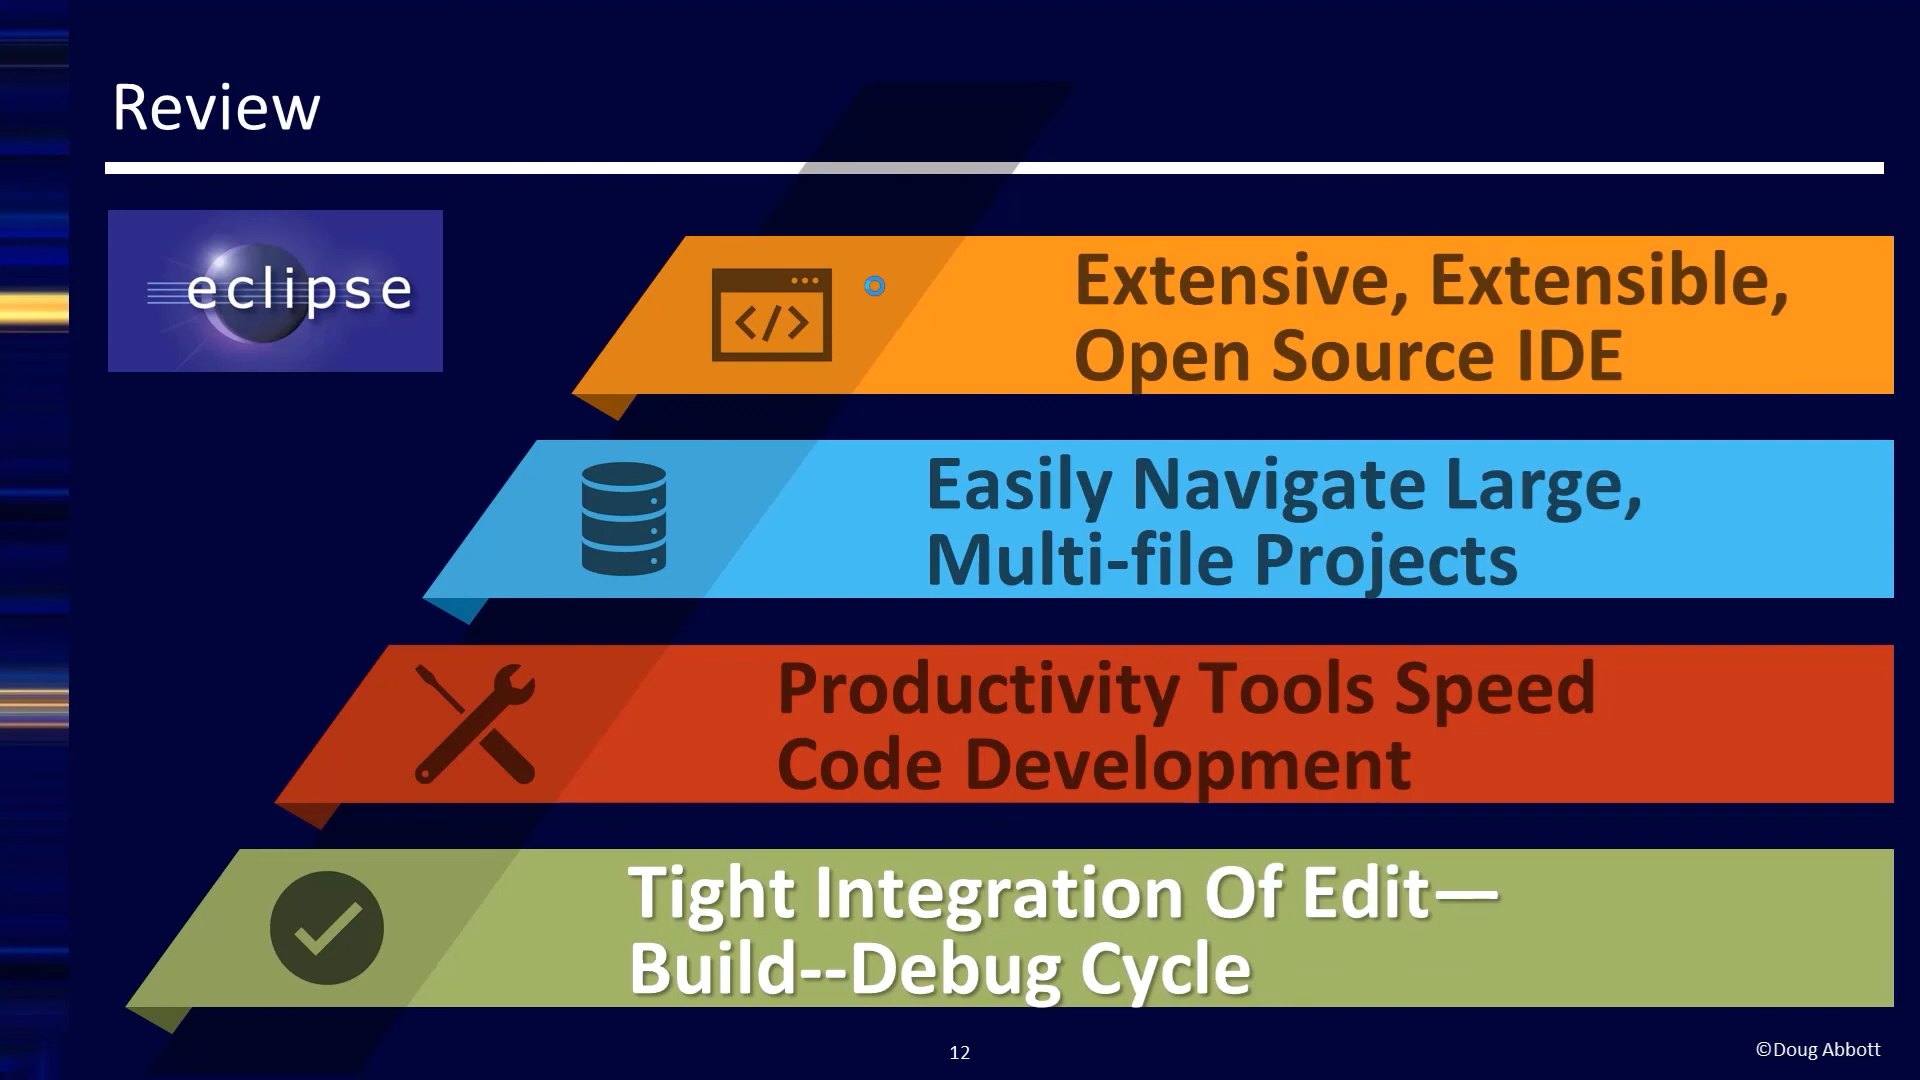 Review
eclipse
</>
Extensive, Extensible,
Open Source IDE
Easily Navigate Large,
Multi-file Projects
Productivity Tools Speed
Code Development
Tight Integration Of Edit—
Build--Debug Cycle
12
©Doug Abbott